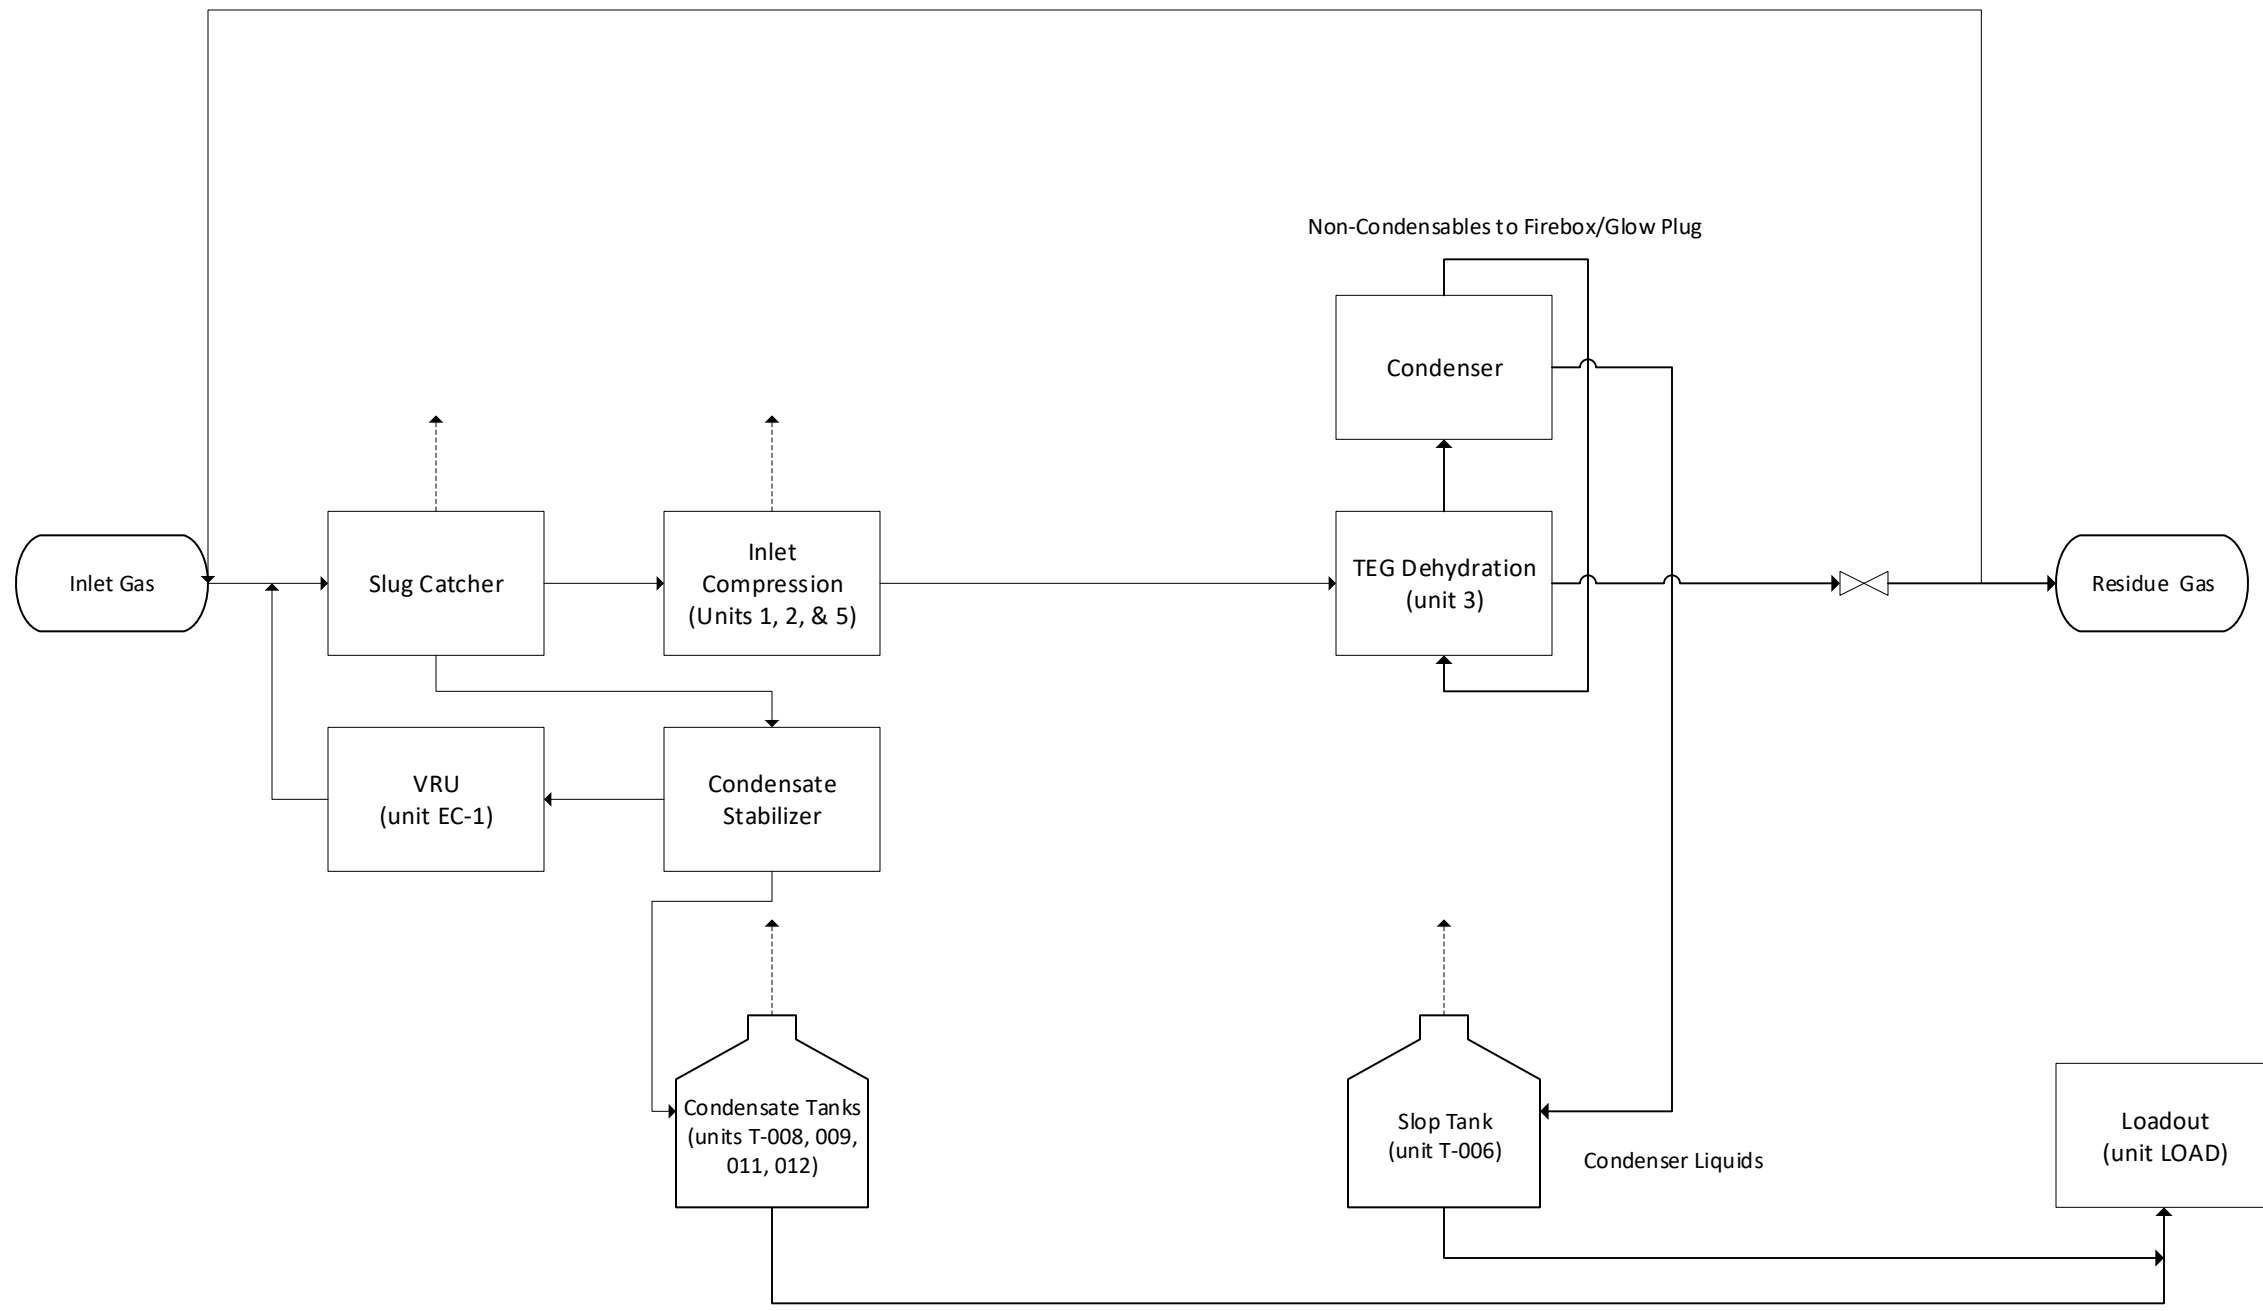 Non-Condensables to Firebox/Glow Plug
Condenser
Inlet Gas
Slug Catcher
Inlet
Compression
(Units 1, 2, & 5)
TEG Dehydration
(unit 3)
Residue Gas
VRU
(unit EC-1)
Condensate
Stabilizer
Condensate Tanks
(units T-008, 009,
011, 012)
Slop Tank
(unit T-006)
Condenser Liquids
Loadout
(unit LOAD)